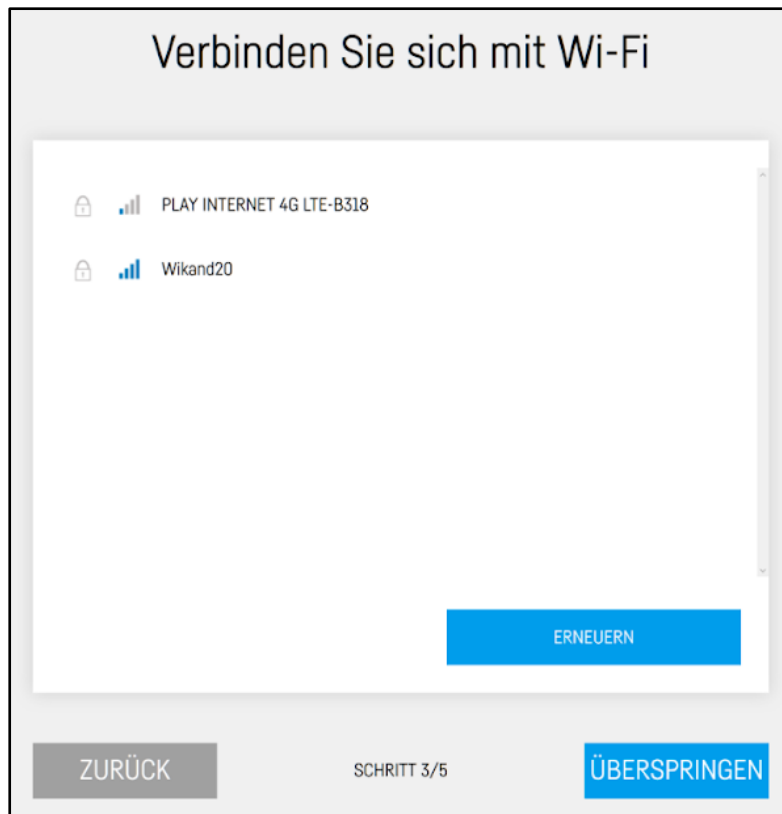 Verbinden Sie sich mit Wi-Fi
PLAY INTERNET 4G LTE-B318
Wikand20
ERNEUERN
ZURÜCK
SCHRITT 3/5
ÜBERSPRINGEN